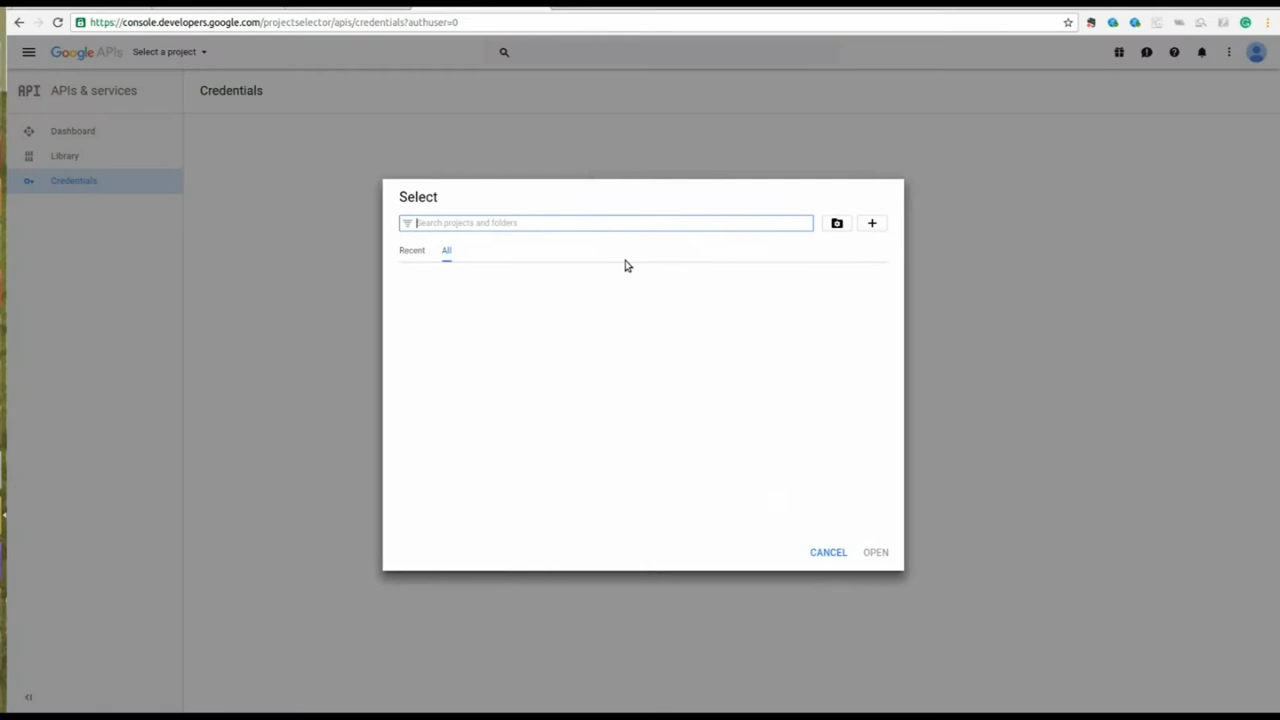 https://console.developers.google.com/projectselector/apis/credentials?authuser=0
Google APIs Select a project
API APIs & services
Credentials
Dashboard
Library
Credentials
Select
Search projects and folders
Recent All
CANCEL OPEN